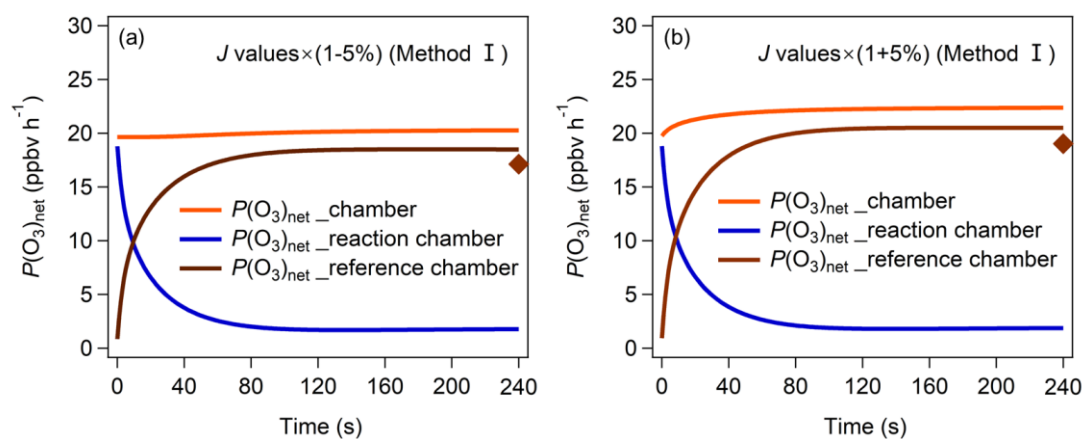 (a)
J values×(1-5%) (Method Ⅰ)
P(O₃)net (ppbv h⁻¹)
30
25
20
15
10
5
0
P(O₃)net _chamber
P(O₃)net _reaction chamber
P(O₃)net _reference chamber
0 40 80 120 160 200 240
Time (s)
(b)
J values×(1+5%) (Method Ⅰ)
P(O₃)net (ppbv h⁻¹)
30
25
20
15
10
5
0
P(O₃)net _chamber
P(O₃)net _reaction chamber
P(O₃)net _reference chamber
0 40 80 120 160 200 240
Time (s)